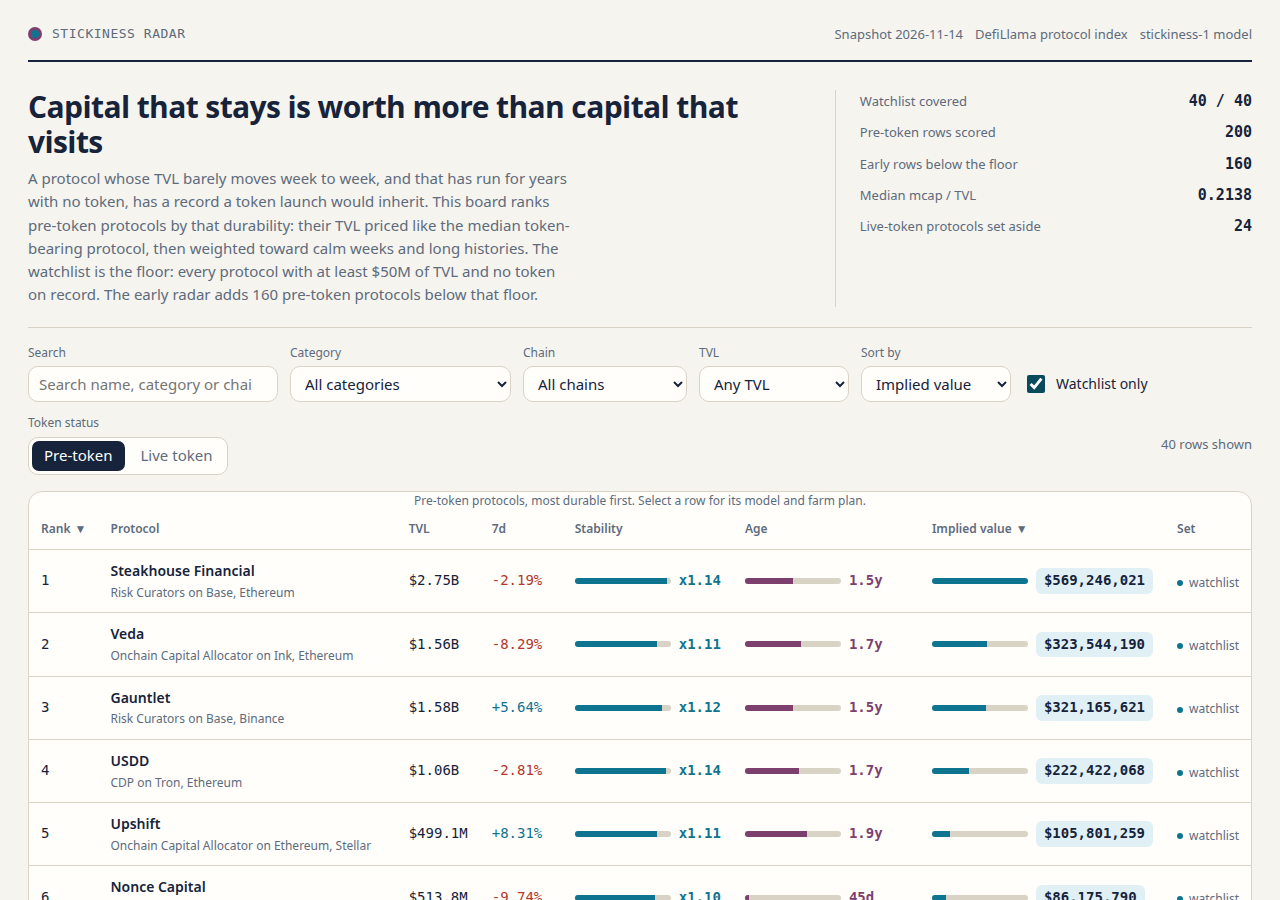 STICKINESS RADAR
Snapshot 2026-11-14 DefiLlama protocol index stickiness-1 model
Capital that stays is worth more than capital that
visits
A protocol whose TVL barely moves week to week, and that has run for years
with no token, has a record a token launch would inherit. This board ranks
pre-token protocols by that durability: their TVL priced like the median token-
bearing protocol, then weighted toward calm weeks and long histories. The
watchlist is the floor: every protocol with at least $50M of TVL and no token
on record. The early radar adds 160 pre-token protocols below that floor.
Watchlist covered 40 / 40
Pre-token rows scored 200
Early rows below the floor 160
Median mcap / TVL 0.2138
Live-token protocols set aside 24
Search Category Chain TVL Sort by
Search name, category or chai All categories All chains Any TVL Implied value Watchlist only
Token status
Pre-token Live token 40 rows shown
Pre-token protocols, most durable first. Select a row for its model and farm plan.
Rank ▼ Protocol TVL 7d Stability Age Implied value ▼ Set
1 Steakhouse Financial $2.75B -2.19% x1.14 1.5y $569,246,021 watchlist
Risk Curators on Base, Ethereum
2 Veda $1.56B -8.29% x1.11 1.7y $323,544,190 watchlist
Onchain Capital Allocator on Ink, Ethereum
3 Gauntlet $1.58B +5.64% x1.12 1.5y $321,165,621 watchlist
Risk Curators on Base, Binance
4 USDD $1.06B -2.81% x1.14 1.7y $222,422,068 watchlist
CDP on Tron, Ethereum
5 Upshift $499.1M +8.31% x1.11 1.9y $105,801,259 watchlist
Onchain Capital Allocator on Ethereum, Stellar
6 Nonce Capital $513.8M -9.74% x1.10 45d $86,175,790 watchlist